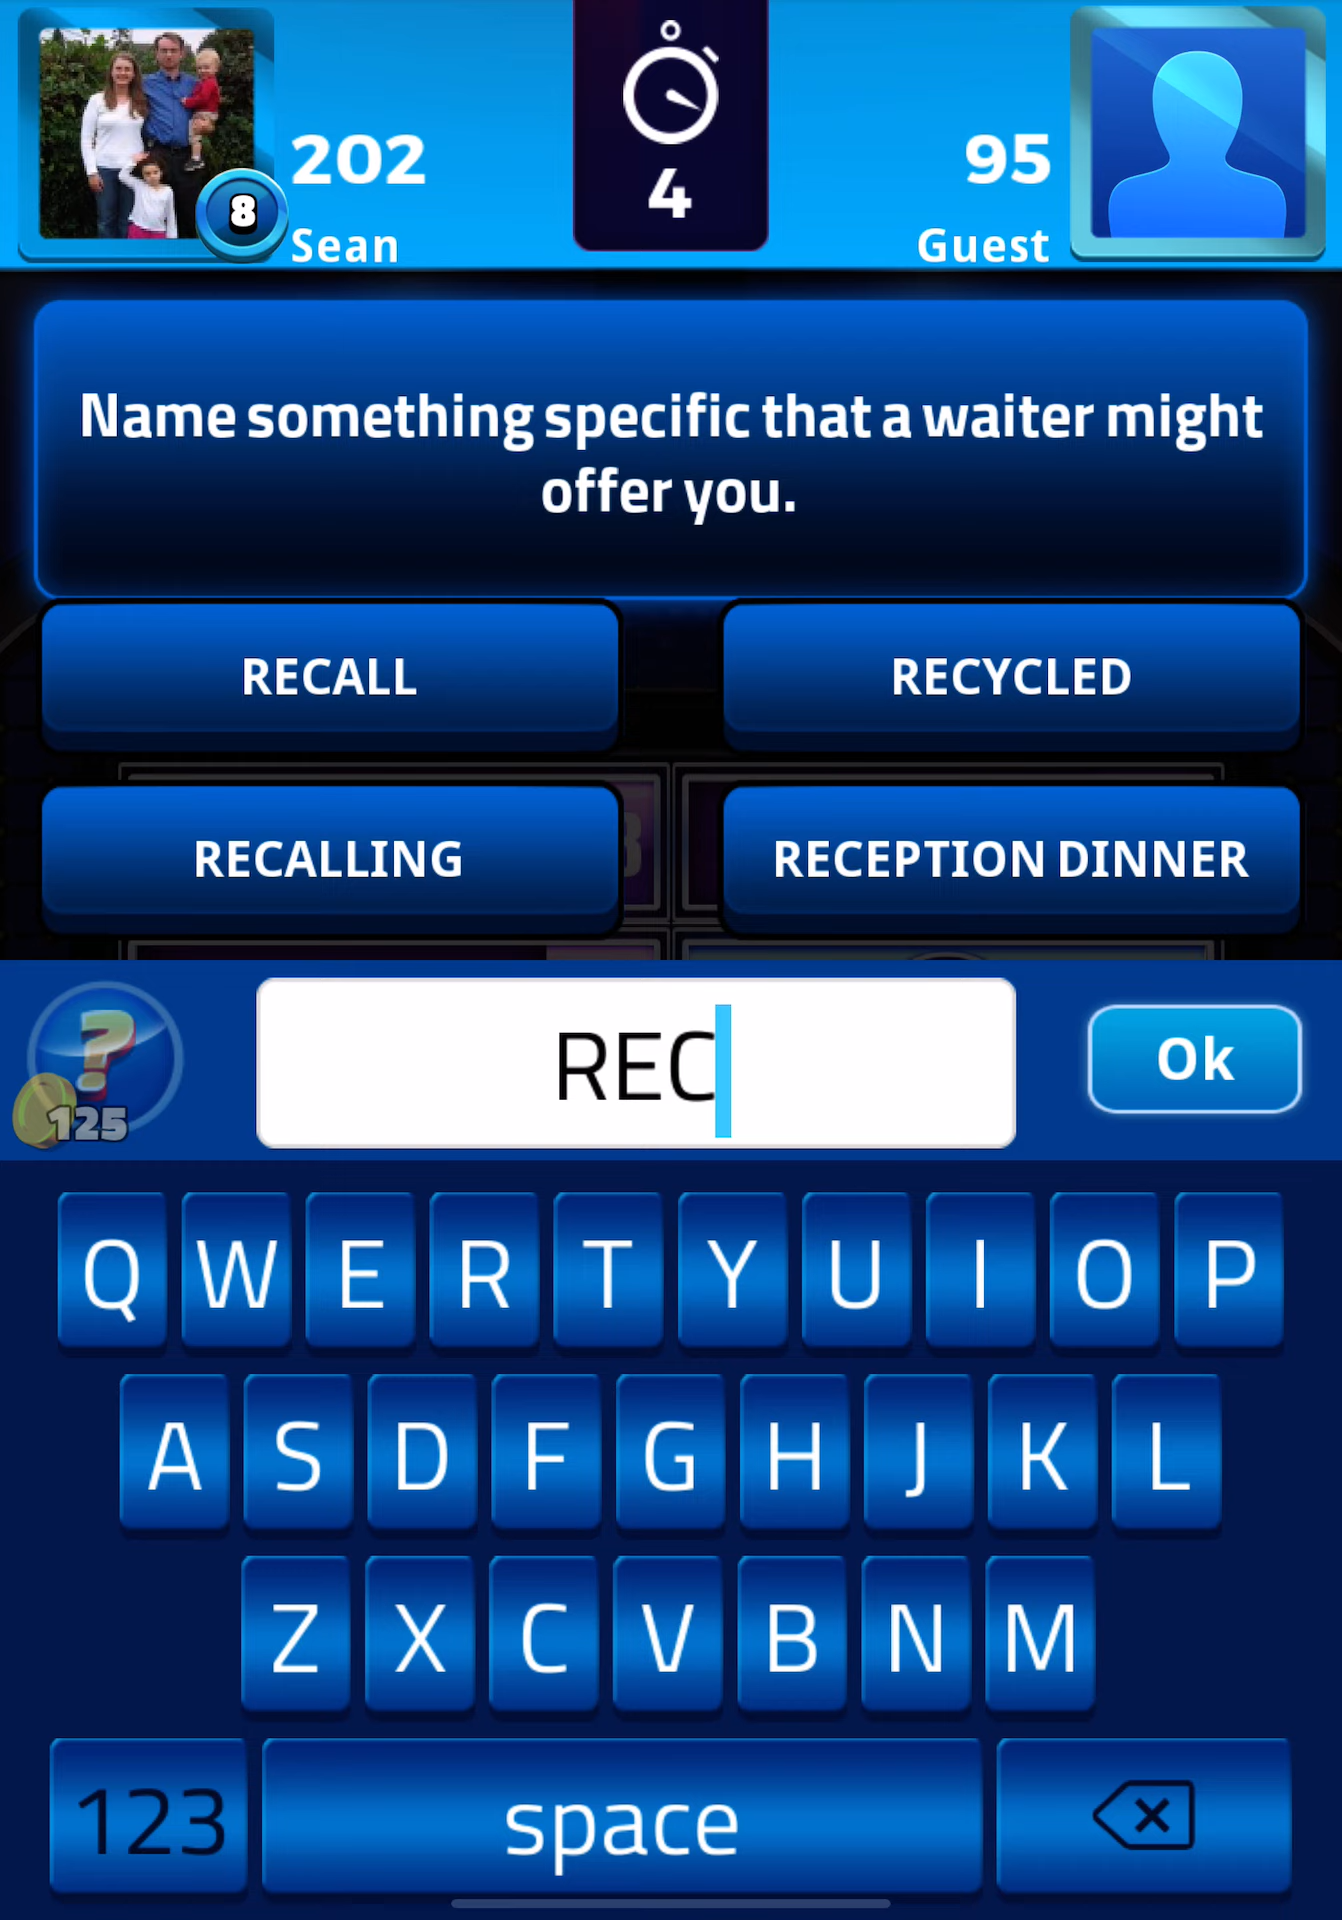 202
Sean
8
4
95
Guest
Name something specific that a waiter might
offer you.
RECALL
RECYCLED
RECALLING
RECEPTION DINNER
?
125
REC
Ok
Q W E R T Y U I O P
A S D F G H J K L
Z X C V B N M
123 space